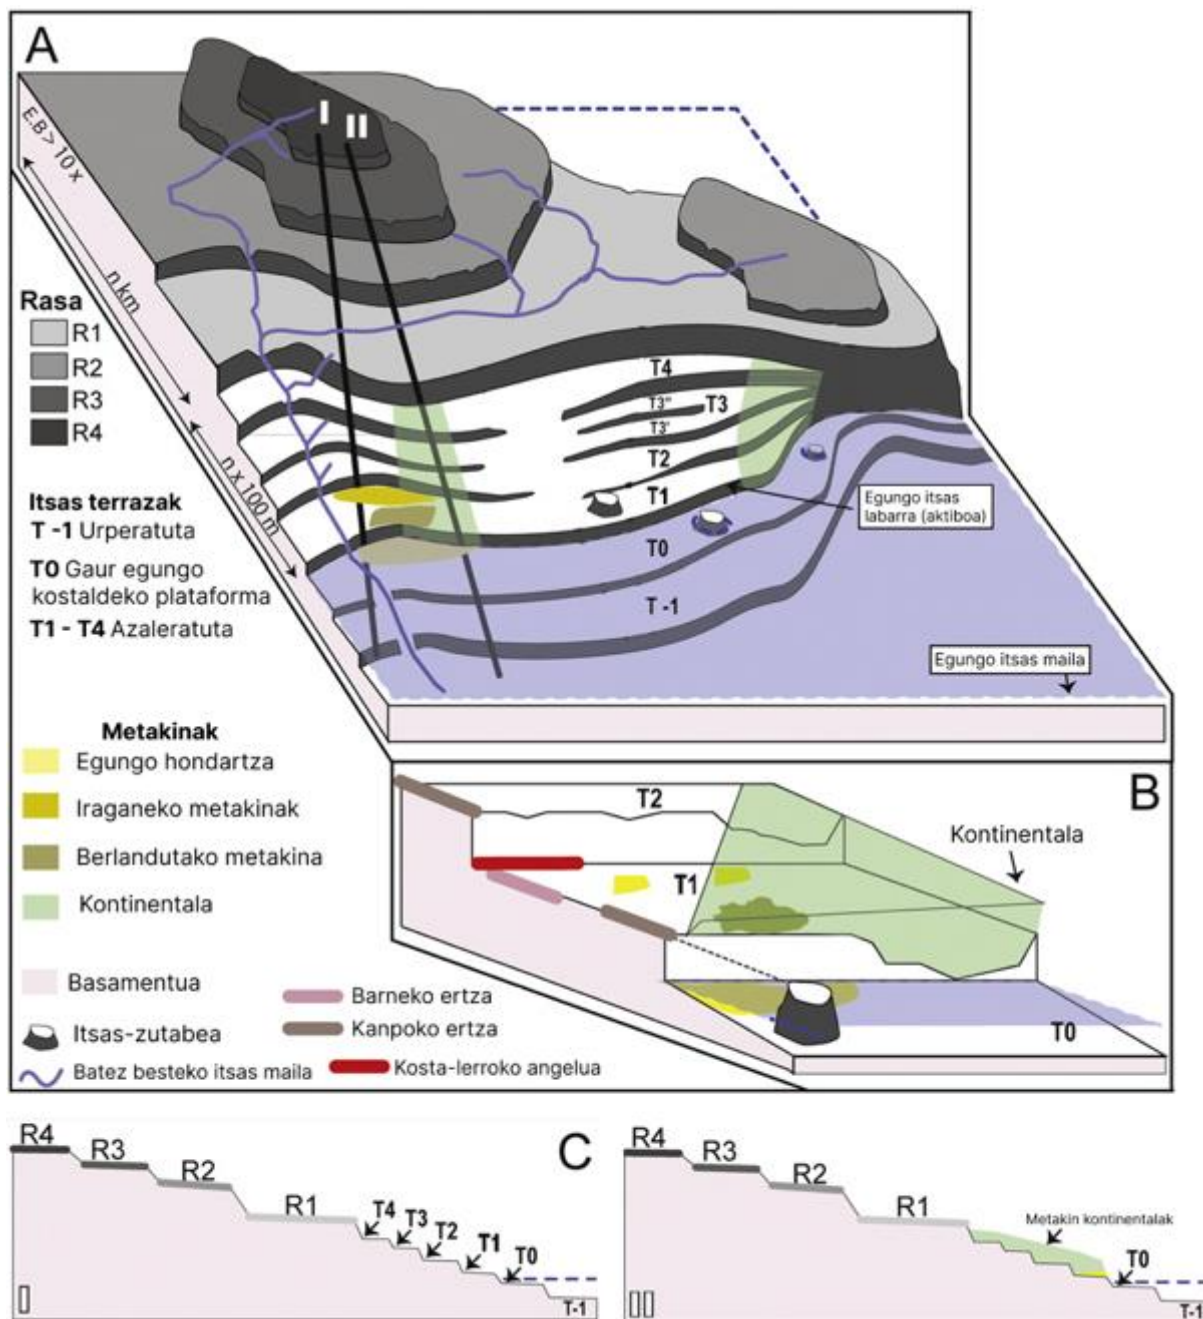 A
I
II
E.B > 10 x
n km
n x 100 m
Rasa
R1
R2
R3
R4
Itsas terrazak
T -1 Urperatuta
T0 Gaur egungo
kostaldeko plataforma
T1 - T4 Azaleratuta
T4
T3''
T3
T3'
T2
T1
T0
T -1
Egungo itsas
labarra (aktiboa)
Egungo itsas maila
Metakinak
Egungo hondartza
Iraganeko metakinak
Berlandutako metakina
Kontinentala
Basamentua
Itsas-zutabea
Batez besteko itsas maila
Barneko ertza
Kanpoko ertza
Kosta-lerroko angelua
B
T2
T1
Kontinentala
T0
C
R4
R3
R2
R1
T4
T3
T2
T1
T0
T-1
R4
R3
R2
R1
Metakin kontinentalak
T0
T-1